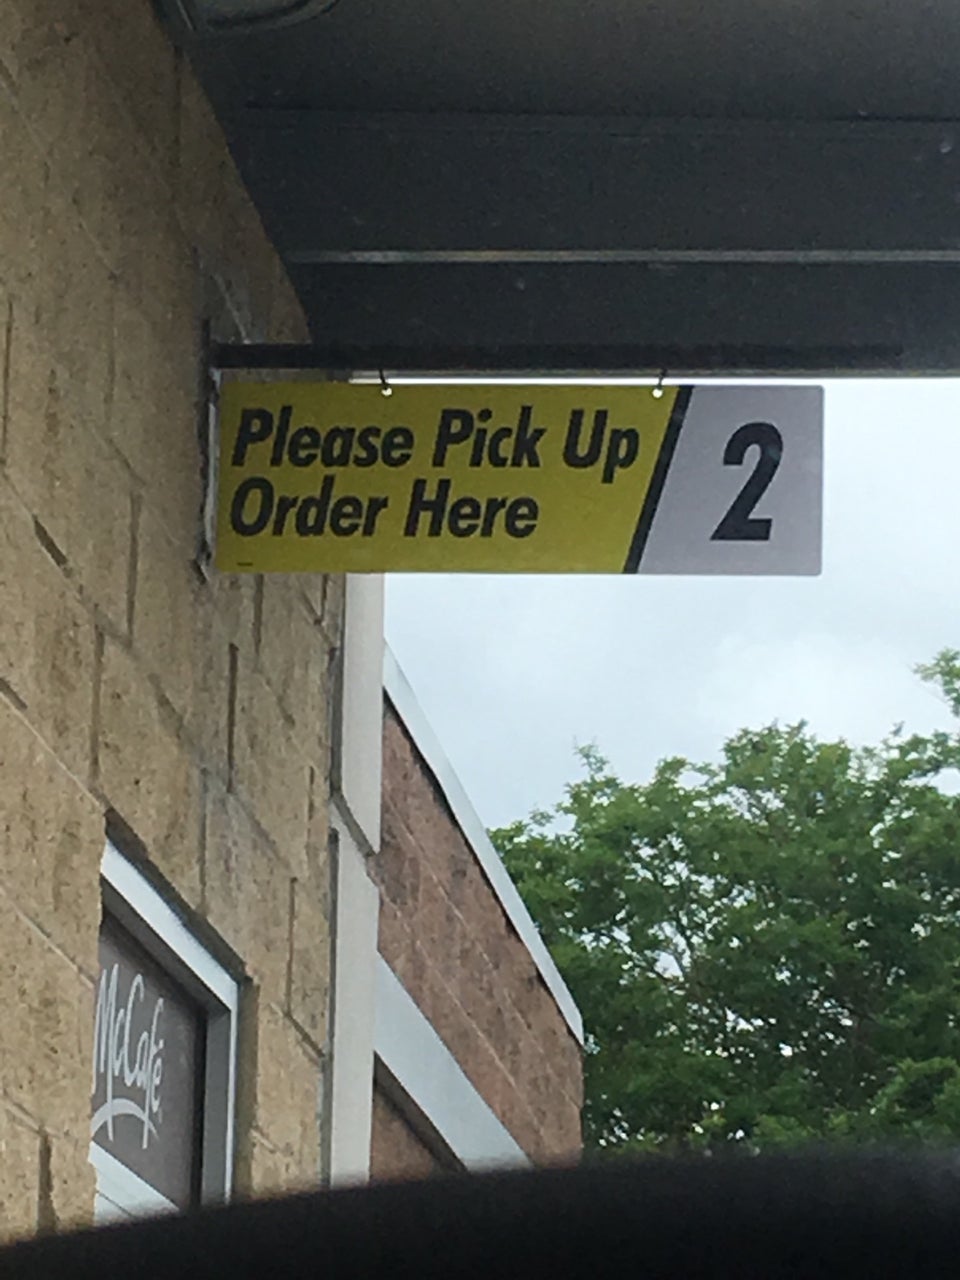 Please Pick Up
Order Here
2
McCafé